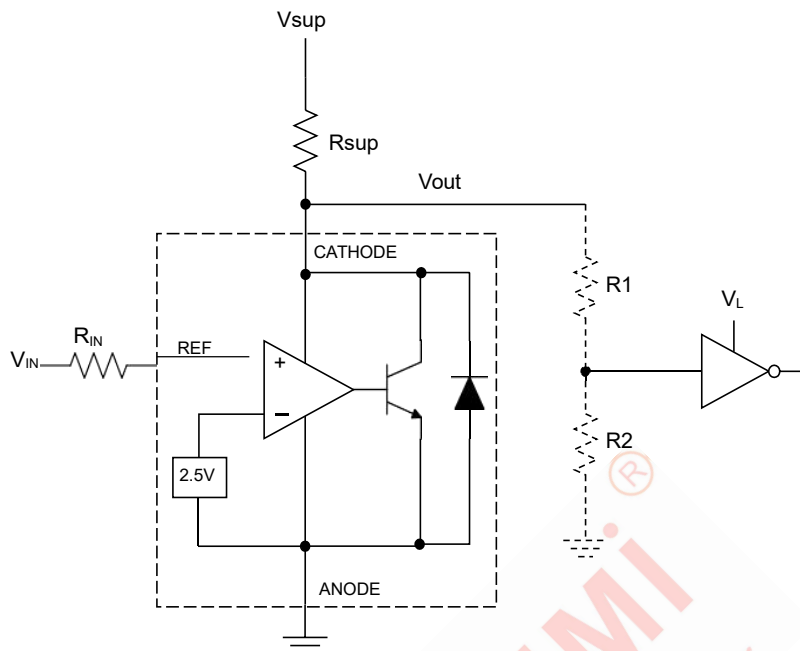 Vsup
Rsup
Vout
CATHODE
R1
VL
RIN
VIN
REF
+
−
2.5V
R2
®
ANODE